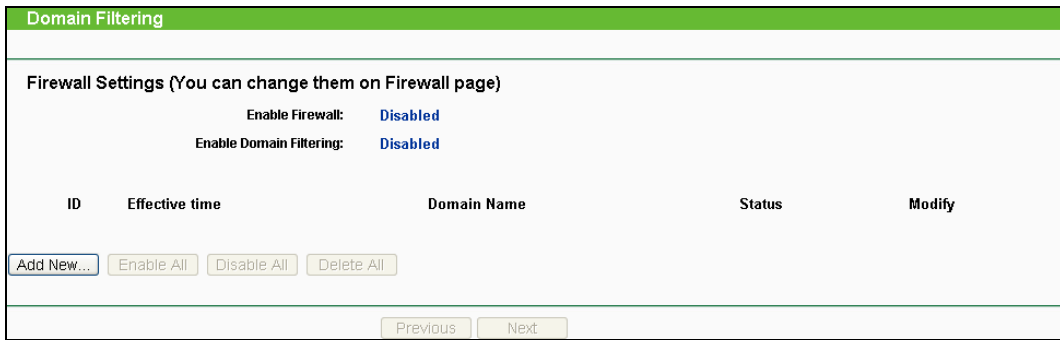 Domain Filtering
Firewall Settings (You can change them on Firewall page)
Enable Firewall: Disabled
Enable Domain Filtering: Disabled
ID Effective time Domain Name Status Modify
Add New... Enable All Disable All Delete All
Previous Next